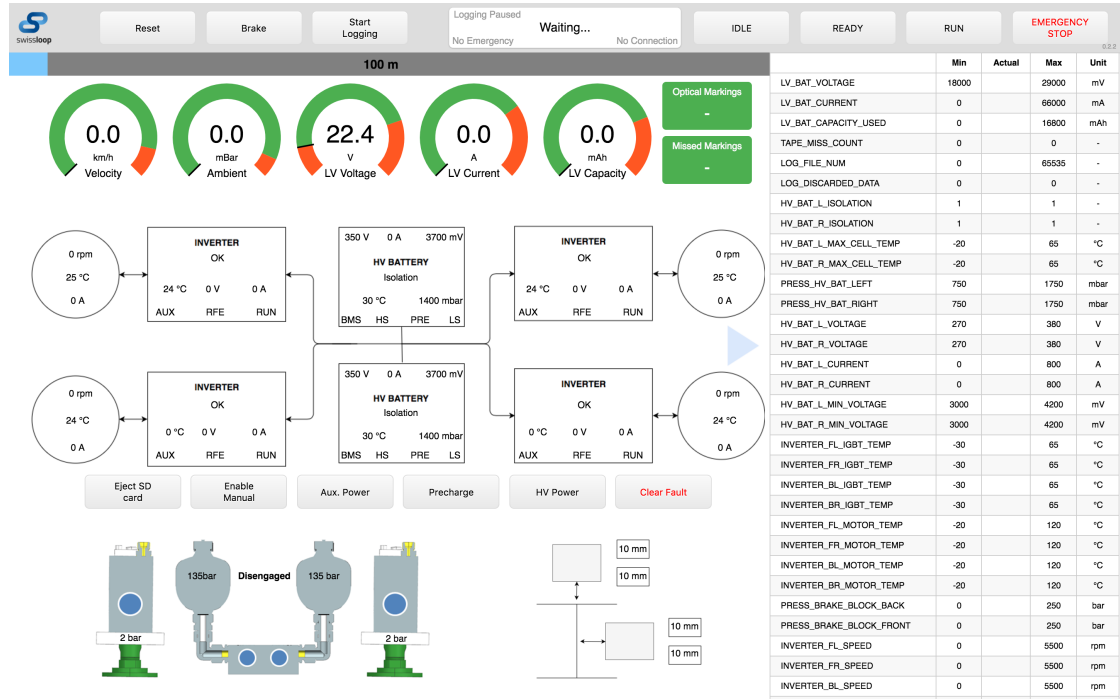 swissloop
Reset
Brake
Start
Logging
Logging Paused
Waiting...
No Emergency
No Connection
IDLE
READY
RUN
EMERGENCY
STOP
0.2.2
100 m
0.0
km/h
Velocity
0.0
mBar
Ambient
22.4
V
LV Voltage
0.0
A
LV Current
0.0
mAh
LV Capacity
Optical Markings
-
Missed Markings
-
0 rpm
25 °C
0 A
INVERTER
OK
24 °C 0 V 0 A
AUX RFE RUN
350 V 0 A 3700 mV
HV BATTERY
Isolation
30 °C 1400 mbar
BMS HS PRE LS
INVERTER
OK
24 °C 0 V 0 A
AUX RFE RUN
0 rpm
25 °C
0 A
0 rpm
24 °C
0 A
INVERTER
OK
0 °C 0 V 0 A
AUX RFE RUN
350 V 0 A 3700 mV
HV BATTERY
Isolation
30 °C 1400 mbar
BMS HS PRE LS
INVERTER
OK
0 °C 0 V 0 A
AUX RFE RUN
0 rpm
24 °C
0 A
Eject SD
card
Enable
Manual
Aux. Power
Precharge
HV Power
Clear Fault
135bar
Disengaged
135 bar
2 bar
2 bar
10 mm
10 mm
10 mm
10 mm
Min Actual Max Unit
LV_BAT_VOLTAGE 18000 29000 mV
LV_BAT_CURRENT 0 66000 mA
LV_BAT_CAPACITY_USED 0 16800 mAh
TAPE_MISS_COUNT 0 0 -
LOG_FILE_NUM 0 65535 -
LOG_DISCARDED_DATA 0 0 -
HV_BAT_L_ISOLATION 1 1 -
HV_BAT_R_ISOLATION 1 1 -
HV_BAT_L_MAX_CELL_TEMP -20 65 °C
HV_BAT_R_MAX_CELL_TEMP -20 65 °C
PRESS_HV_BAT_LEFT 750 1750 mbar
PRESS_HV_BAT_RIGHT 750 1750 mbar
HV_BAT_L_VOLTAGE 270 380 V
HV_BAT_R_VOLTAGE 270 380 V
HV_BAT_L_CURRENT 0 800 A
HV_BAT_R_CURRENT 0 800 A
HV_BAT_L_MIN_VOLTAGE 3000 4200 mV
HV_BAT_R_MIN_VOLTAGE 3000 4200 mV
INVERTER_FL_IGBT_TEMP -30 65 °C
INVERTER_FR_IGBT_TEMP -30 65 °C
INVERTER_BL_IGBT_TEMP -30 65 °C
INVERTER_BR_IGBT_TEMP -30 65 °C
INVERTER_FL_MOTOR_TEMP -20 120 °C
INVERTER_FR_MOTOR_TEMP -20 120 °C
INVERTER_BL_MOTOR_TEMP -20 120 °C
INVERTER_BR_MOTOR_TEMP -20 120 °C
PRESS_BRAKE_BLOCK_BACK 0 250 bar
PRESS_BRAKE_BLOCK_FRONT 0 250 bar
INVERTER_FL_SPEED 0 5500 rpm
INVERTER_FR_SPEED 0 5500 rpm
INVERTER_BL_SPEED 0 5500 rpm